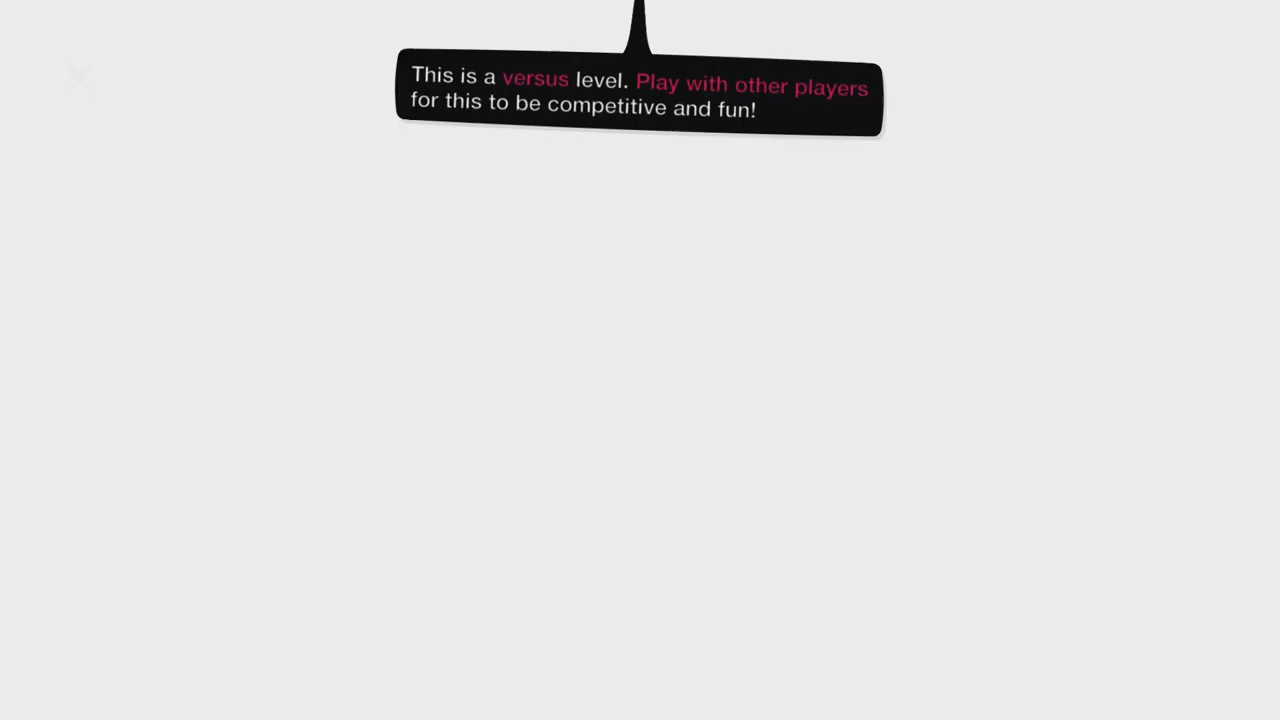 This is a versus level. Play with other players
for this to be competitive and fun!